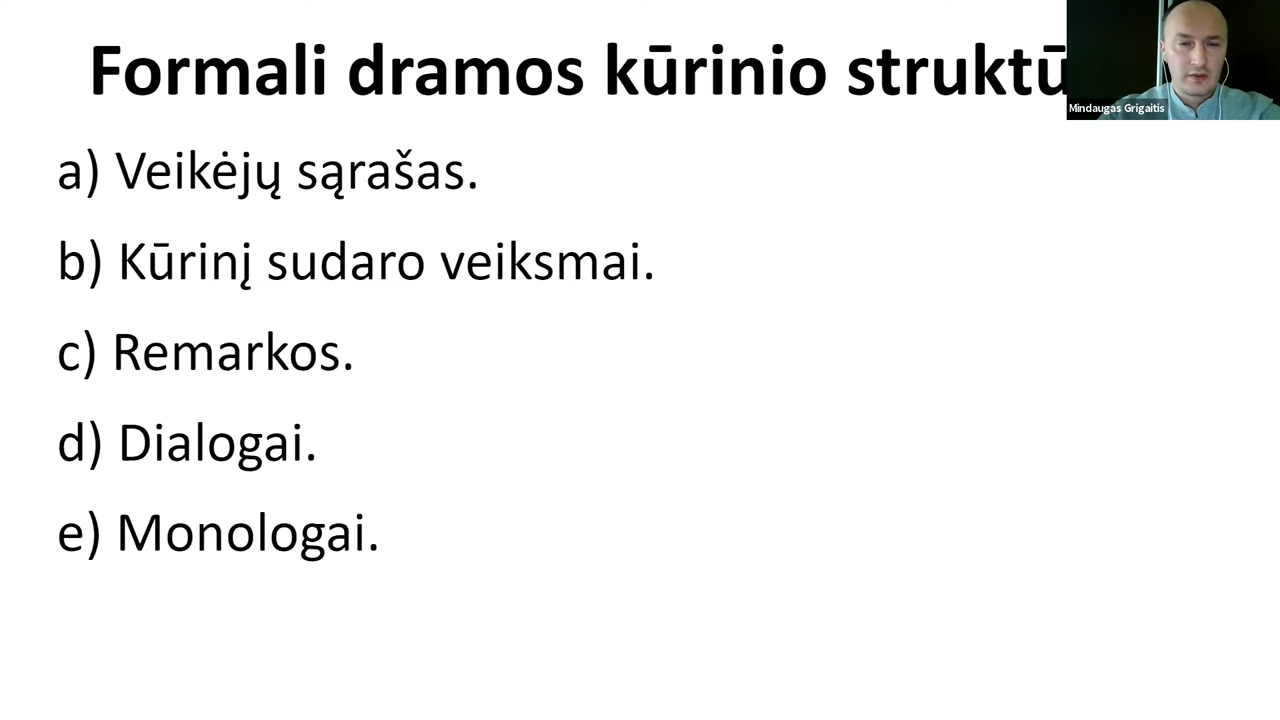 Formali dramos kūrinio struktū
Mindaugas Grigaitis
a) Veikėjų sąrašas.
b) Kūrinį sudaro veiksmai.
c) Remarkos.
d) Dialogai.
e) Monologai.